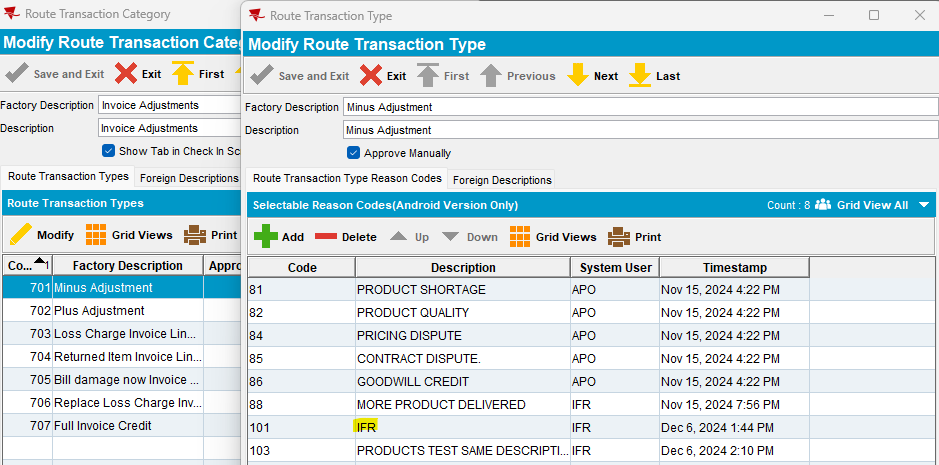 Route Transaction Category
Modify Route Transaction Cate
Save and Exit Exit First
Factory Description Invoice Adjustments
Description Invoice Adjustments
Show Tab in Check In Sc
Route Transaction Types Foreign Descriptions
Route Transaction Types
Modify Grid Views Print
Co... 1 Factory Description Appro
701 Minus Adjustment
702 Plus Adjustment
703 Loss Charge Invoice Lin...
704 Returned Item Invoice Lin...
705 Bill damage now Invoice ...
706 Replace Loss Charge Inv...
707 Full Invoice Credit
Route Transaction Type
Modify Route Transaction Type
Save and Exit Exit First Previous Next Last
Factory Description Minus Adjustment
Description Minus Adjustment
Approve Manually
Route Transaction Type Reason Codes Foreign Descriptions
Selectable Reason Codes(Android Version Only) Count : 8 Grid View All
Add Delete Up Down Grid Views Print
Code Description System User Timestamp
81 PRODUCT SHORTAGE APO Nov 15, 2024 4:22 PM
82 PRODUCT QUALITY APO Nov 15, 2024 4:22 PM
84 PRICING DISPUTE APO Nov 15, 2024 4:22 PM
85 CONTRACT DISPUTE. APO Nov 15, 2024 4:22 PM
86 GOODWILL CREDIT APO Nov 15, 2024 4:22 PM
88 MORE PRODUCT DELIVERED IFR Nov 15, 2024 7:56 PM
101 IFR IFR Dec 6, 2024 1:44 PM
103 PRODUCTS TEST SAME DESCRIPTI... IFR Dec 6, 2024 2:10 PM